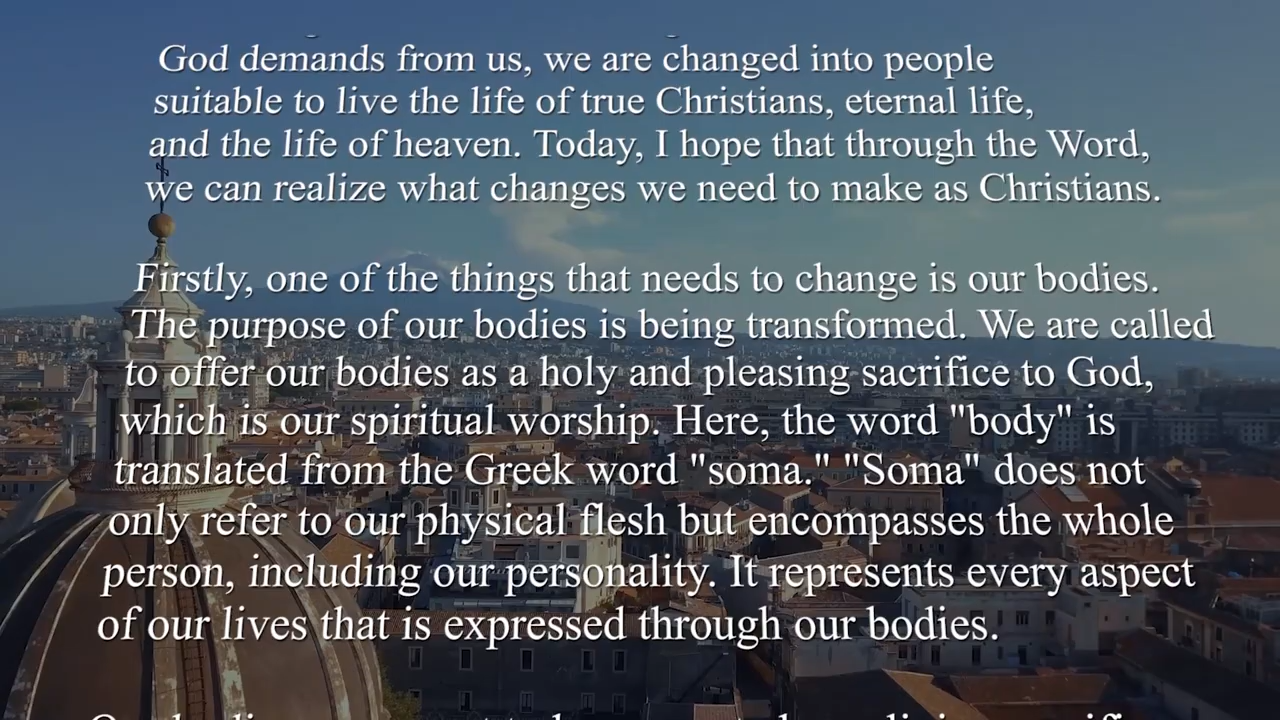 God demands from us, we are changed into people
suitable to live the life of true Christians, eternal life,
and the life of heaven. Today, I hope that through the Word,
we can realize what changes we need to make as Christians.
Firstly, one of the things that needs to change is our bodies.
The purpose of our bodies is being transformed. We are called
to offer our bodies as a holy and pleasing sacrifice to God,
which is our spiritual worship. Here, the word "body" is
translated from the Greek word "soma." "Soma" does not
only refer to our physical flesh but encompasses the whole
person, including our personality. It represents every aspect
of our lives that is expressed through our bodies.